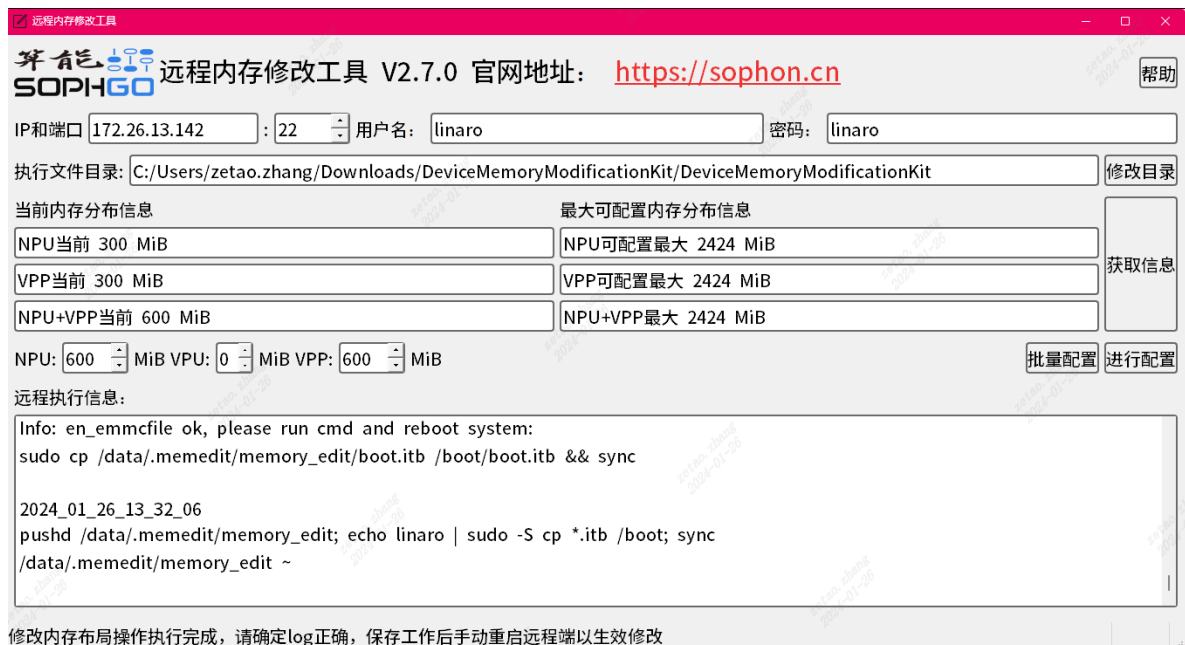 远程内存修改工具
算能 SOPHGO 远程内存修改工具 V2.7.0 官网地址： https://sophon.cn 帮助
IP和端口 172.26.13.142 : 22 用户名： linaro 密码： linaro
执行文件目录: C:/Users/zetao.zhang/Downloads/DeviceMemoryModificationKit/DeviceMemoryModificationKit 修改目录
当前内存分布信息 最大可配置内存分布信息
NPU当前 300 MiB NPU可配置最大 2424 MiB
VPP当前 300 MiB VPP可配置最大 2424 MiB 获取信息
NPU+VPP当前 600 MiB NPU+VPP最大 2424 MiB
NPU: 600 MiB VPU: 0 MiB VPP: 600 MiB 批量配置 进行配置
远程执行信息：
Info: en_emmcfile ok, please run cmd and reboot system:
sudo cp /data/.memedit/memory_edit/boot.itb /boot/boot.itb && sync
2024_01_26_13_32_06
pushd /data/.memedit/memory_edit; echo linaro | sudo -S cp *.itb /boot; sync
/data/.memedit/memory_edit ~
修改内存布局操作执行完成，请确定log正确，保存工作后手动重启远程端以生效修改
zetao.zhang
2024-01-26